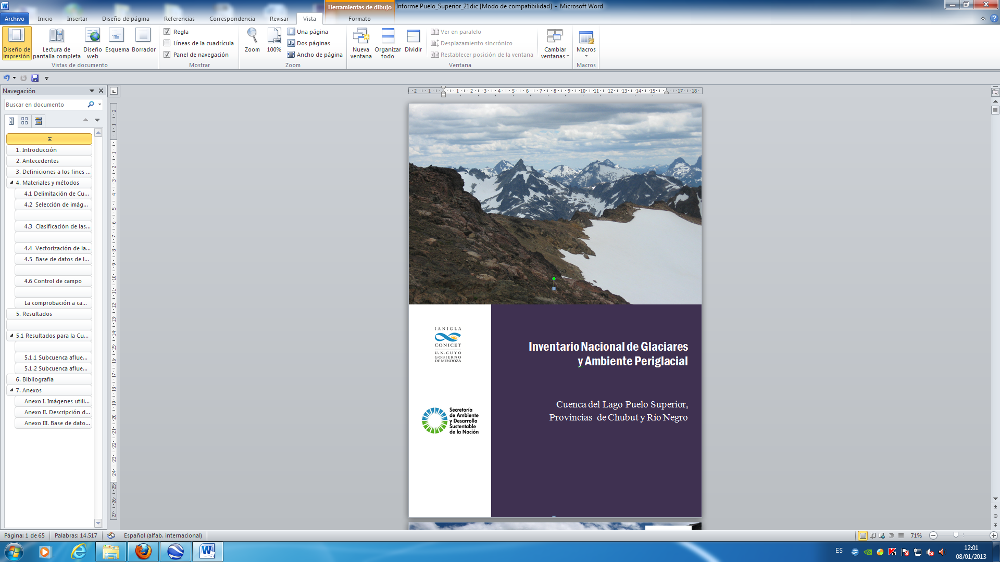 Herramientas de dibujo
Informe Puelo_Superior_21dic [Modo de compatibilidad] - Microsoft Word
Archivo Inicio Insertar Diseño de página Referencias Correspondencia Revisar Vista Formato
Diseño de impresión
Lectura de pantalla completa
Diseño web
Esquema
Borrador
Vistas de documento
Regla
Líneas de la cuadrícula
Panel de navegación
Mostrar
Zoom
100%
Una página
Dos páginas
Ancho de página
Zoom
Nueva ventana
Organizar todo
Dividir
Ver en paralelo
Desplazamiento sincrónico
Restablecer posición de la ventana
Ventana
Cambiar ventanas
Macros
Macros
Navegación
Buscar en documento
1. Introducción
2. Antecedentes
3. Definiciones a los fines ...
4. Materiales y métodos
4.1 Delimitación de Cu...
4.2 Selección de imág...
4.3 Clasificación de las...
4.4 Vectorización de la...
4.5 Base de datos de l...
4.6 Control de campo
La comprobación a ca...
5. Resultados
5.1 Resultados para la Cu...
5.1.1 Subcuenca aflue...
5.1.2 Subcuenca aflue...
6. Bibliografía
7. Anexos
Anexo I. Imágenes utili...
Anexo II. Descripción d...
Anexo III. Base de dato...
IANIGLA
CONICET
U.N.CUYO
GOBIERNO
DE MENDOZA
Secretaría
de Ambiente
y Desarrollo
Sustentable
de la Nación
Inventario Nacional de Glaciares
y Ambiente Periglacial
Cuenca del Lago Puelo Superior,
Provincias de Chubut y Río Negro
Página: 1 de 65 Palabras: 14.517 Español (alfab. internacional) 71%
ES
12:01
08/01/2013